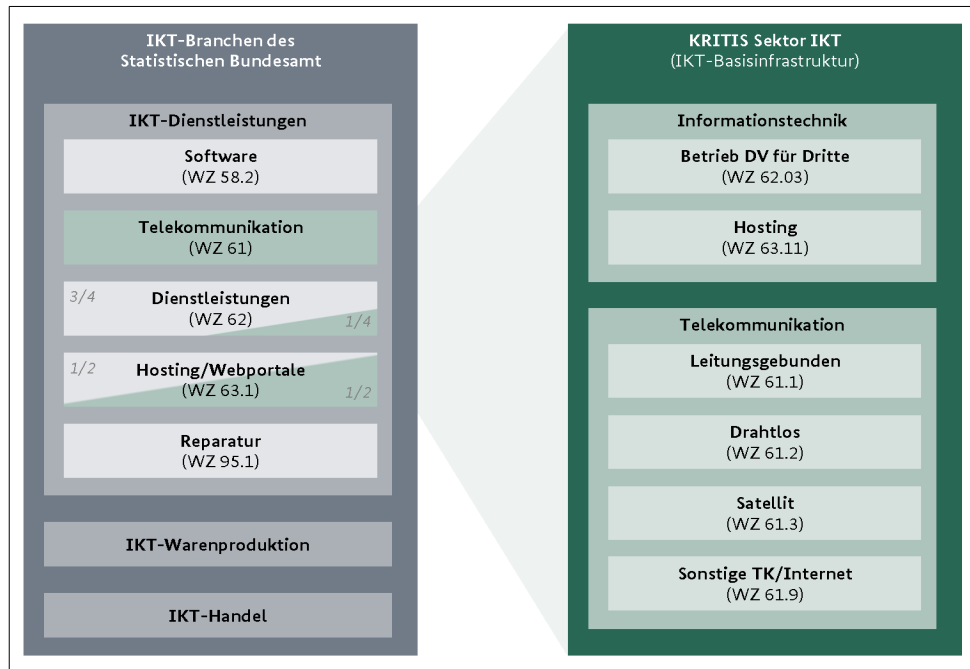 IKT-Branchen des
Statistischen Bundesamt
IKT-Dienstleistungen
Software
(WZ 58.2)
Telekommunikation
(WZ 61)
3/4
Dienstleistungen
(WZ 62)
1/4
1/2
Hosting/Webportale
(WZ 63.1)
1/2
Reparatur
(WZ 95.1)
IKT-Warenproduktion
IKT-Handel
KRITIS Sektor IKT
(IKT-Basisinfrastruktur)
Informationstechnik
Betrieb DV für Dritte
(WZ 62.03)
Hosting
(WZ 63.11)
Telekommunikation
Leitungsgebunden
(WZ 61.1)
Drahtlos
(WZ 61.2)
Satellit
(WZ 61.3)
Sonstige TK/Internet
(WZ 61.9)